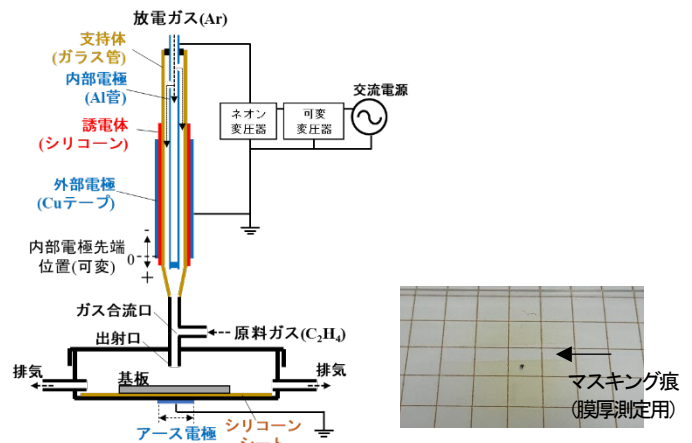 放電ガス(Ar)
支持体
(ガラス管)
内部電極
(Al管)
誘電体
(シリコーン)
外部電極
(Cuテープ)
内部電極先端
位置(可変)
-
0
+
ネオン
変圧器
可変
変圧器
交流電源
ガス合流口
出射口
原料ガス(C₂H₄)
排気
排気
基板
アース電極
シリコーン
シート
マスキング痕
(膜厚測定用)